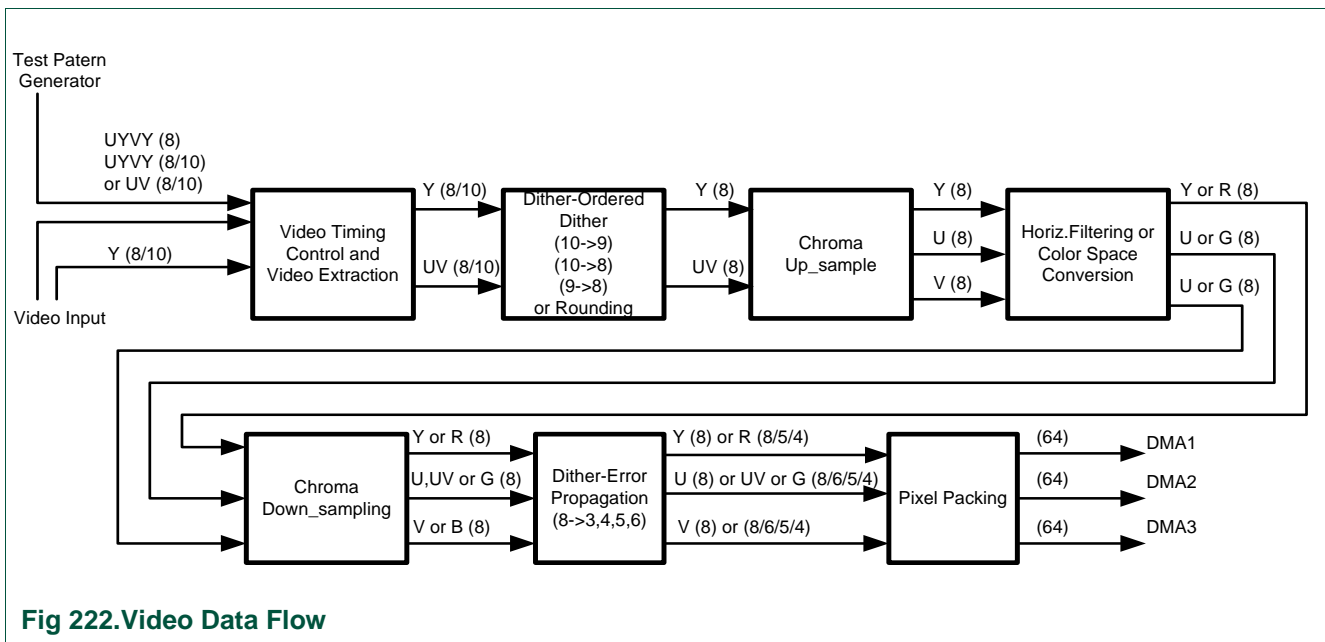 Test Patern
Generator
UYVY (8)
UYVY (8/10)
or UV (8/10)
Y (8/10)
Video Input
Video Timing
Control and
Video Extraction
Y (8/10)
UV (8/10)
Dither-Ordered
Dither
(10->9)
(10->8)
(9->8)
or Rounding
Y (8)
UV (8)
Chroma
Up_sample
Y (8)
U (8)
V (8)
Horiz.Filtering or
Color Space
Conversion
Y or R (8)
U or G (8)
U or G (8)
Chroma
Down_sampling
Y or R (8)
U,UV or G (8)
V or B (8)
Dither-Error
Propagation
(8->3,4,5,6)
Y (8) or R (8/5/4)
U (8) or UV or G (8/6/5/4)
V (8) or (8/6/5/4)
Pixel Packing
(64)
DMA1
(64)
DMA2
(64)
DMA3
Fig 222.Video Data Flow